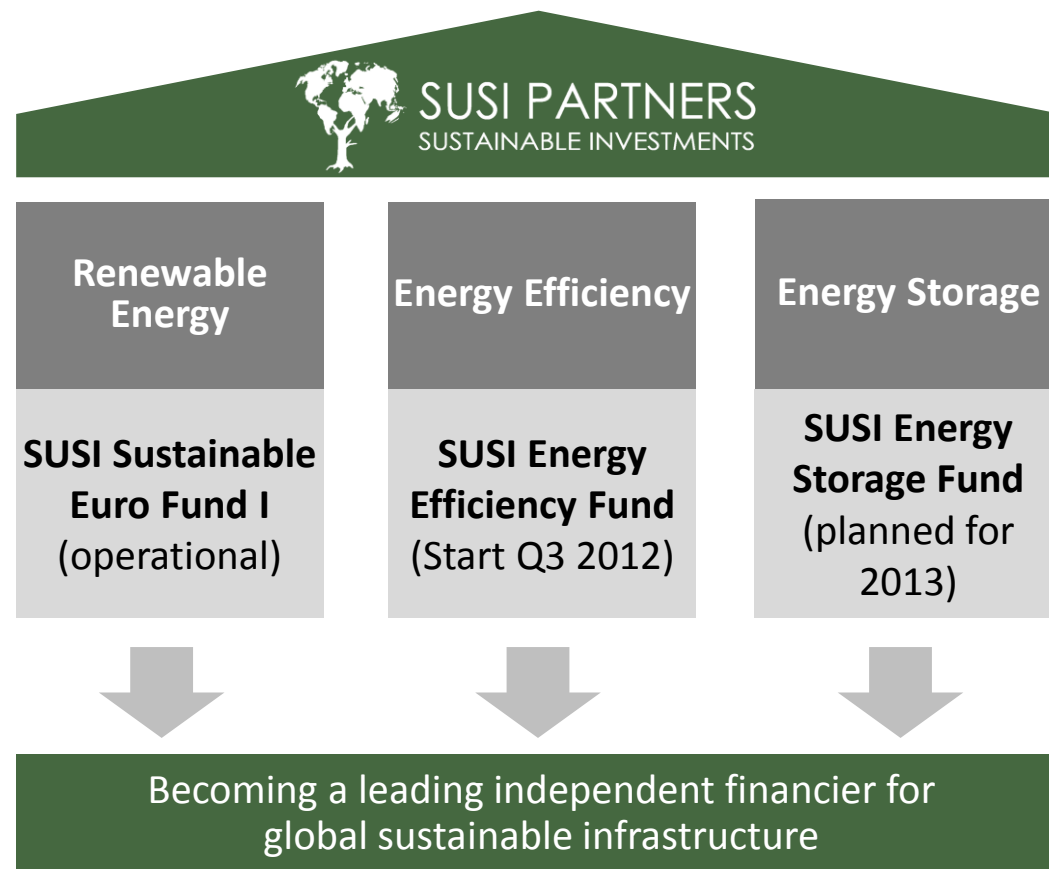 SUSI PARTNERS
SUSTAINABLE INVESTMENTS
Renewable
Energy
Energy Efficiency
Energy Storage
SUSI Sustainable
Euro Fund I
(operational)
SUSI Energy
Efficiency Fund
(Start Q3 2012)
SUSI Energy
Storage Fund
(planned for
2013)
Becoming a leading independent financier for
global sustainable infrastructure